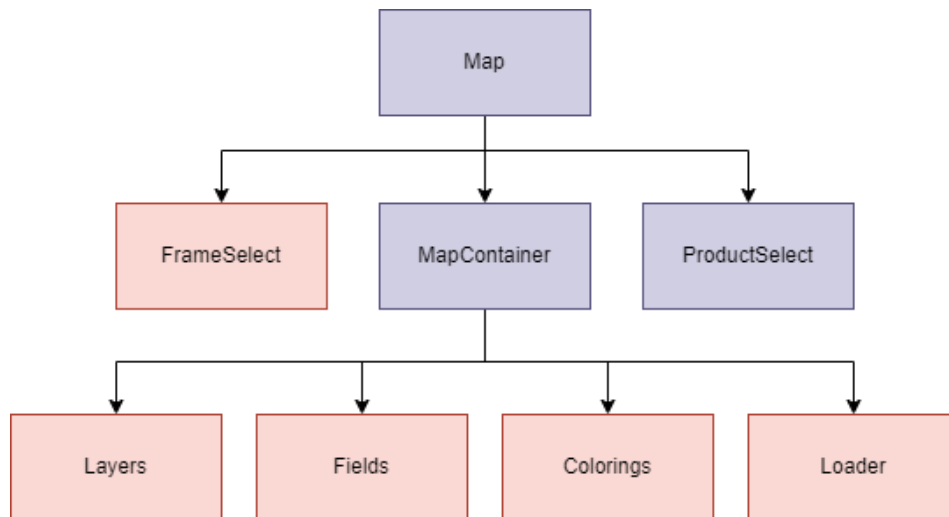 Map
FrameSelect
MapContainer
ProductSelect
Layers
Fields
Colorings
Loader